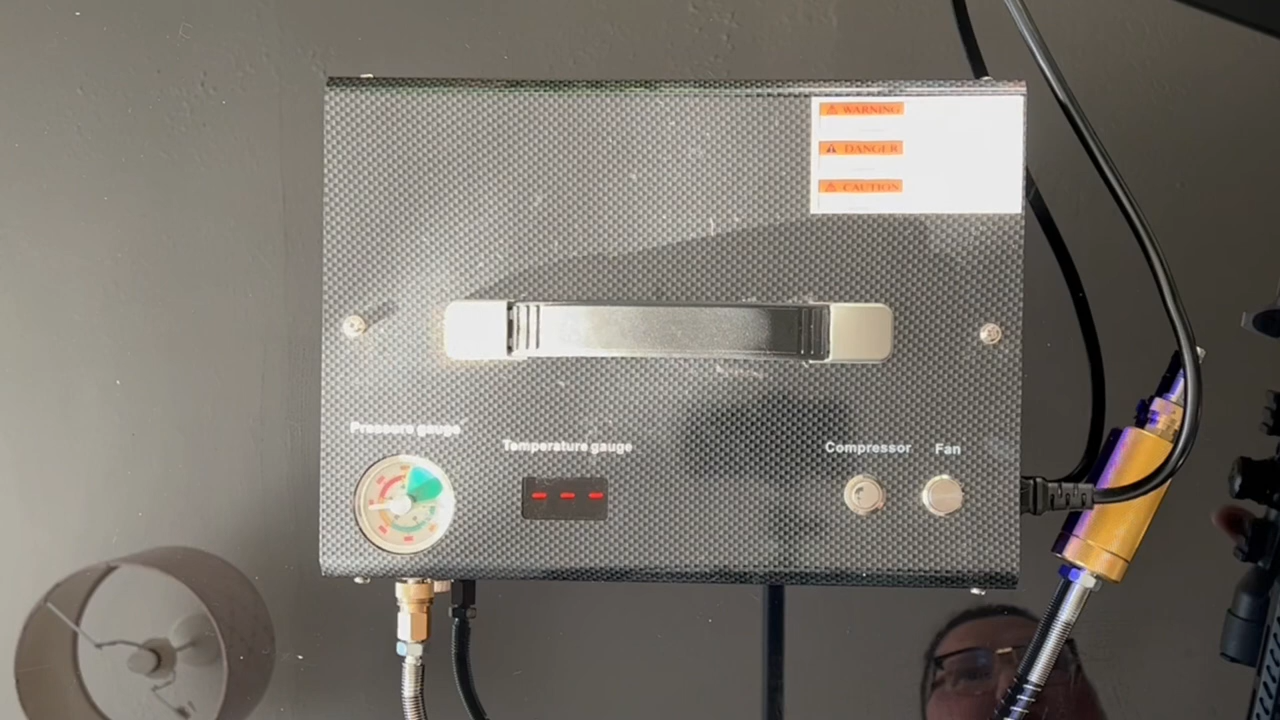 WARNING
DANGER
CAUTION
Pressure gauge
Temperature gauge
---
Compressor
Fan